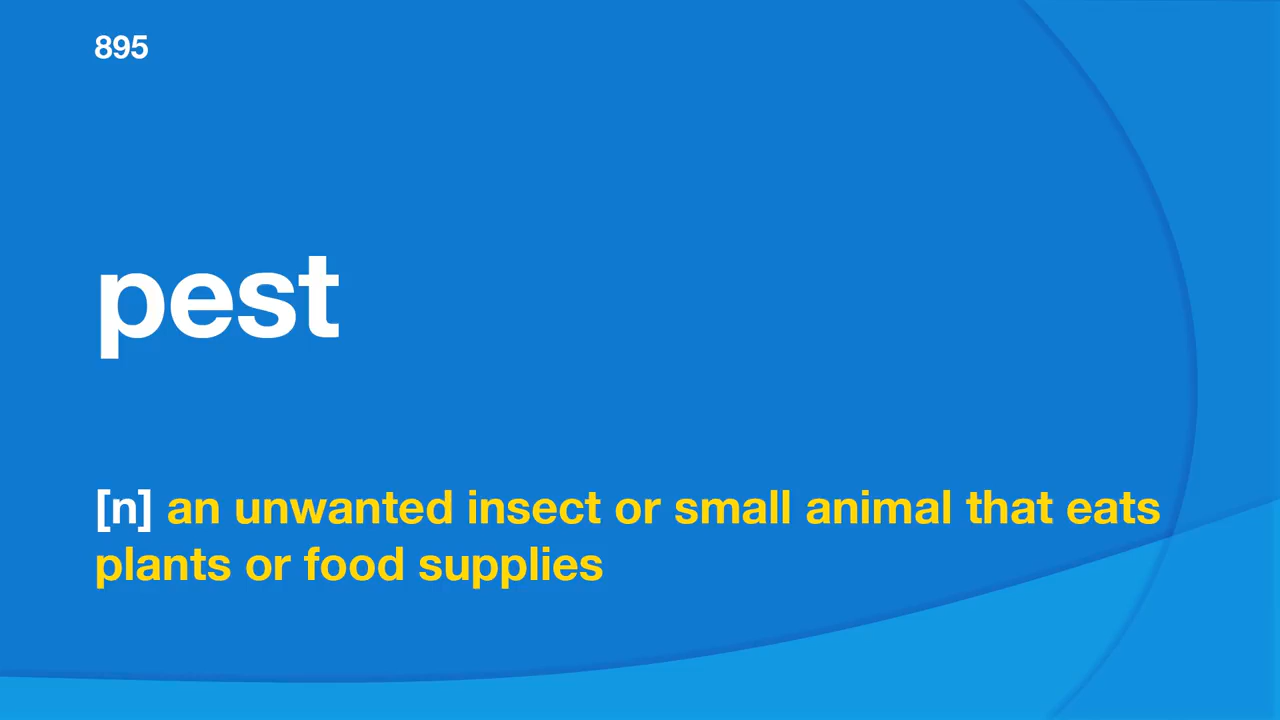 895
pest
[n] an unwanted insect or small animal that eats
plants or food supplies